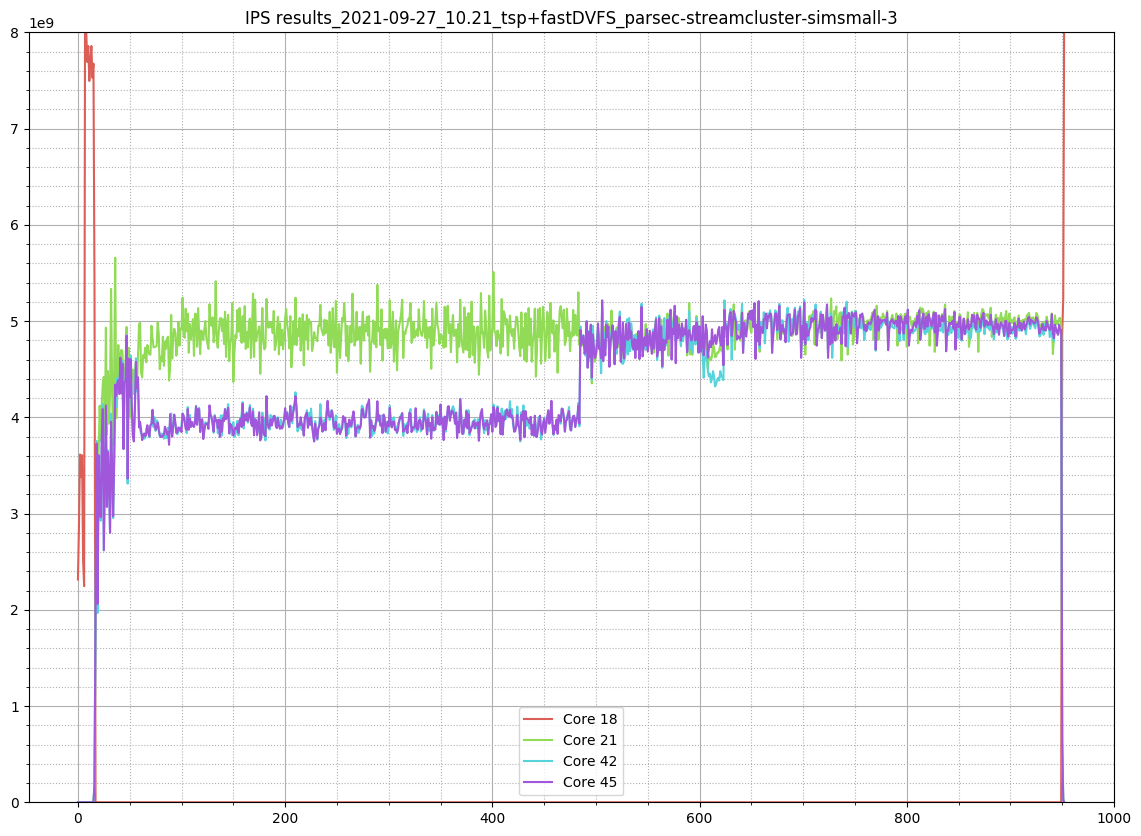 IPS results_2021-09-27_10.21_tsp+fastDVFS_parsec-streamcluster-simsmall-3
1e9
8
7
6
5
4
3
2
1
0
Core 18
Core 21
Core 42
Core 45
0 200 400 600 800 1000